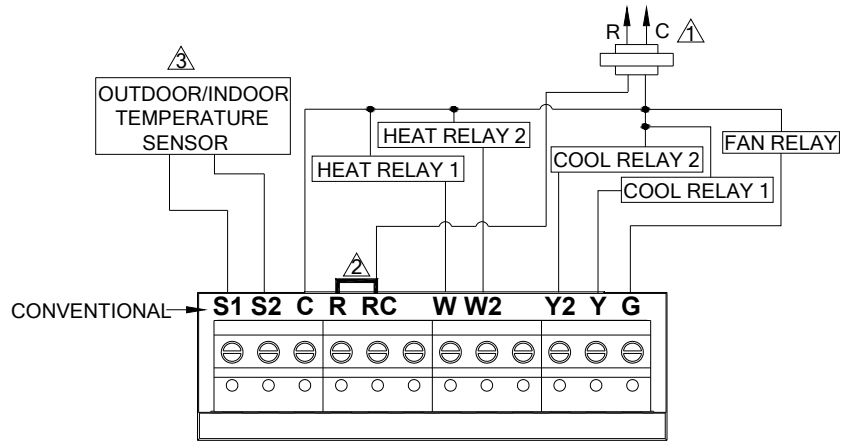 R C 1
3
OUTDOOR/INDOOR
TEMPERATURE
SENSOR
HEAT RELAY 2
FAN RELAY
HEAT RELAY 1
COOL RELAY 2
COOL RELAY 1
2
CONVENTIONAL
S1 S2 C R RC W W2 Y2 Y G